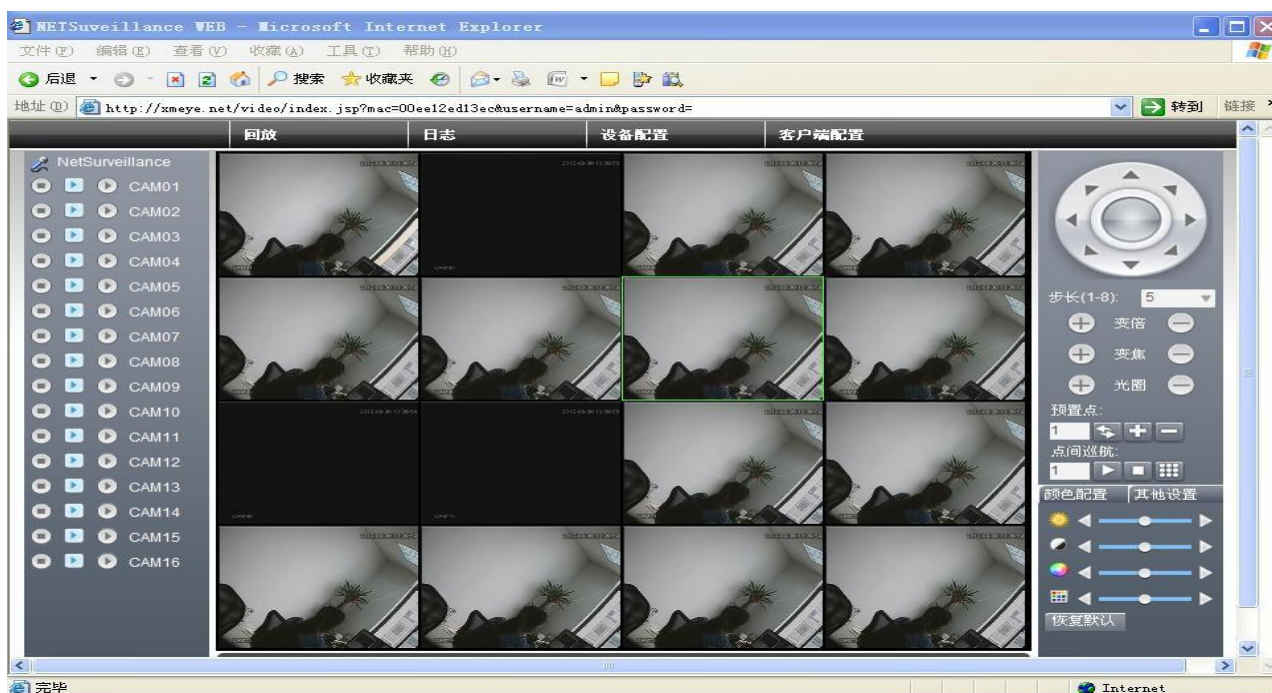 NETSuveillance WEB - Microsoft Internet Explorer
文件(F) 编辑(E) 查看(V) 收藏(A) 工具(T) 帮助(H)
后退 搜索 收藏夹
地址(D) http://xmeye.net/video/index.jsp?mac=00ee12ed13ec&username=admin&password= 转到 链接
回放 日志 设备配置 客户端配置
NetSurveillance
CAM01
CAM02
CAM03
CAM04
CAM05
CAM06
CAM07
CAM08
CAM09
CAM10
CAM11
CAM12
CAM13
CAM14
CAM15
CAM16
步长(1-8): 5
变倍
变焦
光圈
预置点:
1
点间巡航:
1
颜色配置 其他设置
恢复默认
完毕 Internet